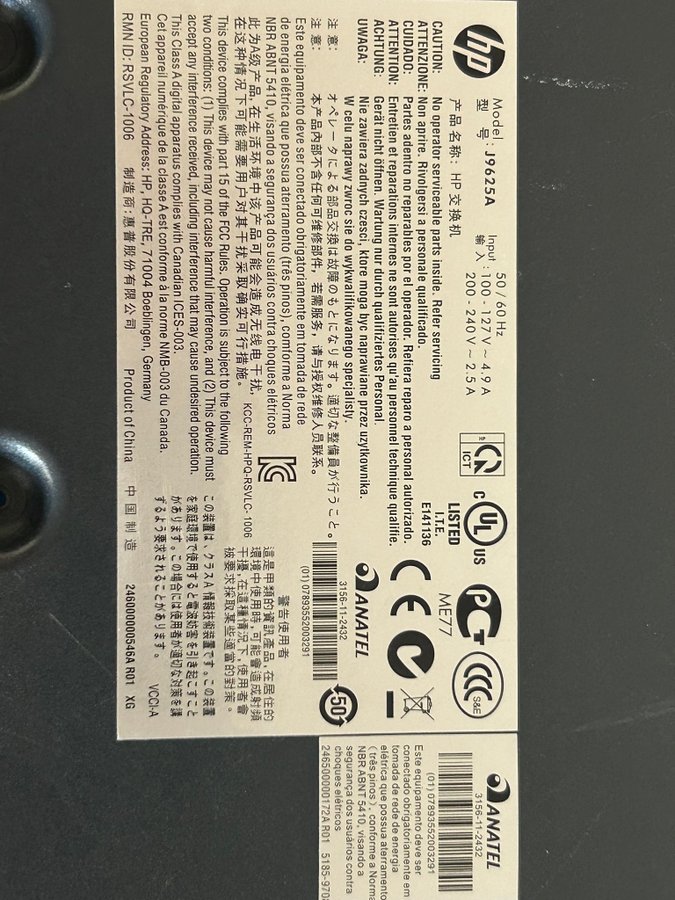 hp
Model: J9625A
型 号
Input: 50/60 Hz
输入: 100 - 127V ~ 4.9 A
200 - 240V ~ 2.5 A
产品名称: HP 交换机
CAUTION: No operator serviceable parts inside. Refer servicing
ATTENZIONE: Non aprire. Rivolgersi a personale qualificado.
CUIDADO: Partes adentro no reparables por el operador. Refiera reparo a personal autorizado.
ATTENTION: Entretien et reparations internes ne sont autorises qu'au personnel technique qualifie.
ACHTUNG: Gerät nicht öffnen. Wartung nur durch qualifiziertes Personal.
UWAGA: Nie zawiera zadnych czesci, ktore moga byc naprawiane przez uzytkownika.
W celu naprawy zwroc sie do wykwalifikowanego specjalisty.
注意: オペレータによる部品交換は故障のもとになります。適切な整備員が行うこと。
注意: 本产品内部不含任何可维修部件, 若需服务, 请与授权维修人员联系。
Este equipamento deve ser conectado obrigatoriamente em tomada de rede
de energia elétrica que possua aterramento (três pinos), conforme a Norma
NBR ABNT 5410, visando a segurança dos usuários contra choques elétricos
此为A级产品, 在生活环境中该产品可能会造成无线电干扰,
在这种情况下可能需要用户对其干扰采取确实可行措施。
KCC-REM-HPQ-RSVLC-1006
This device complies with part 15 of the FCC Rules. Operation is subject to the following
two conditions: (1) This device may not cause harmful interference, and (2) This device must
accept any interference received, including interference that may cause undesired operation.
This Class A digital apparatus complies with Canadian ICES-003.
Cet appareil numérique de la classe A est conforme à la norme NMB-003 du Canada.
European Regulatory Address: HP, HQ-TRE, 71004 Boeblingen, Germany
RMN ID: RSVLC-1006 制造商: 惠普股份有限公司 Product of China 中国制造 246000000546A R01 XG
ICT
c UL US
LISTED
I.T.E.
E141136
ME77
CCC S&E
CE
ANATEL
3156-11-2432
(01) 07893552003291
50
警告使用者
這是甲類的資訊產品, 在居住的
環境中使用時, 可能會造成射頻
干擾, 在這種情況下, 使用者會
被要求採取某些適當的對策。
この装置は、クラスA 情報技術装置です。この装置
を家庭環境で使用すると電波妨害を引き起こすこと
があります。この場合には使用者が適切な対策を講
ずるよう要求されることがあります。
VCCI-A
ANATEL
3156-11-2432
(01) 07893552003291
Este equipamento deve ser
conectado obrigatoriamente em
tomada de rede de energia
elétrica que possua aterramento
(três pinos), conforme a Norma
NBR ABNT 5410, visando a
segurança dos usuários contra
choques elétricos
246500000172A R01 5185-970